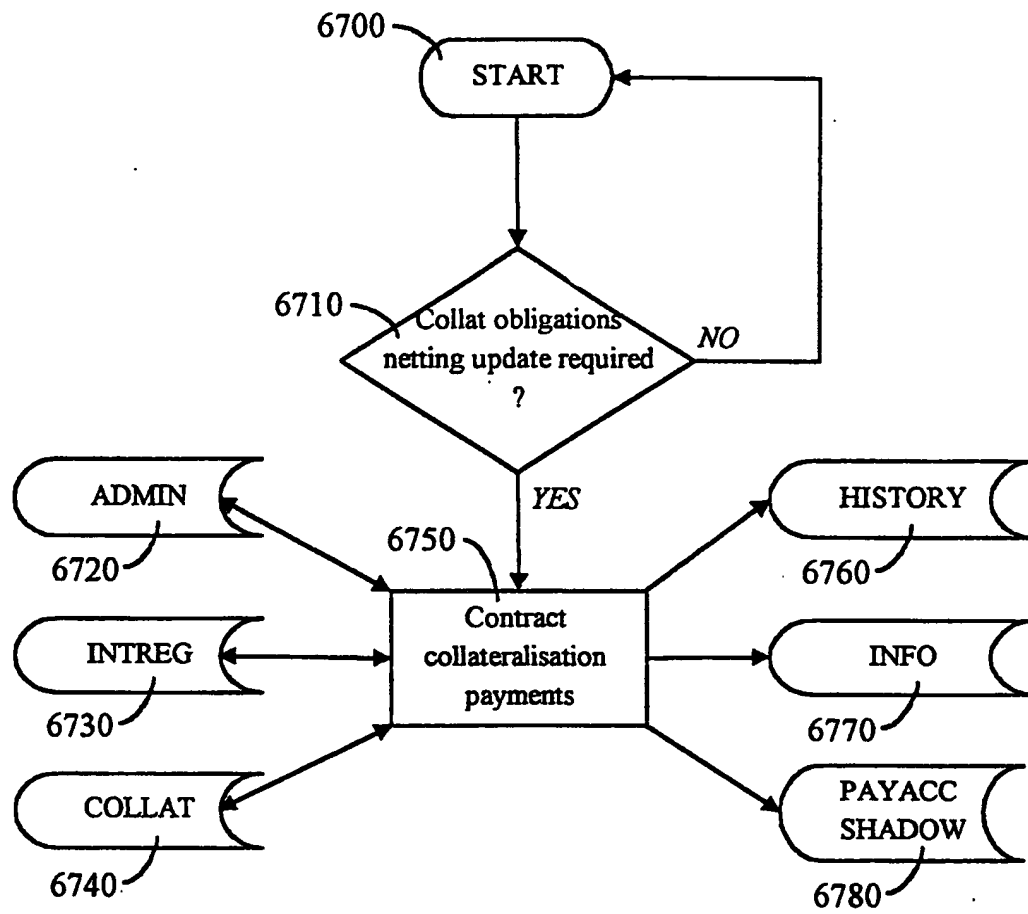 6700
START
6710
Collat obligations
netting update required
?
NO
YES
ADMIN
6720
INTREG
6730
COLLAT
6740
6750
Contract
collateralisation
payments
HISTORY
6760
INFO
6770
PAYACC
SHADOW
6780